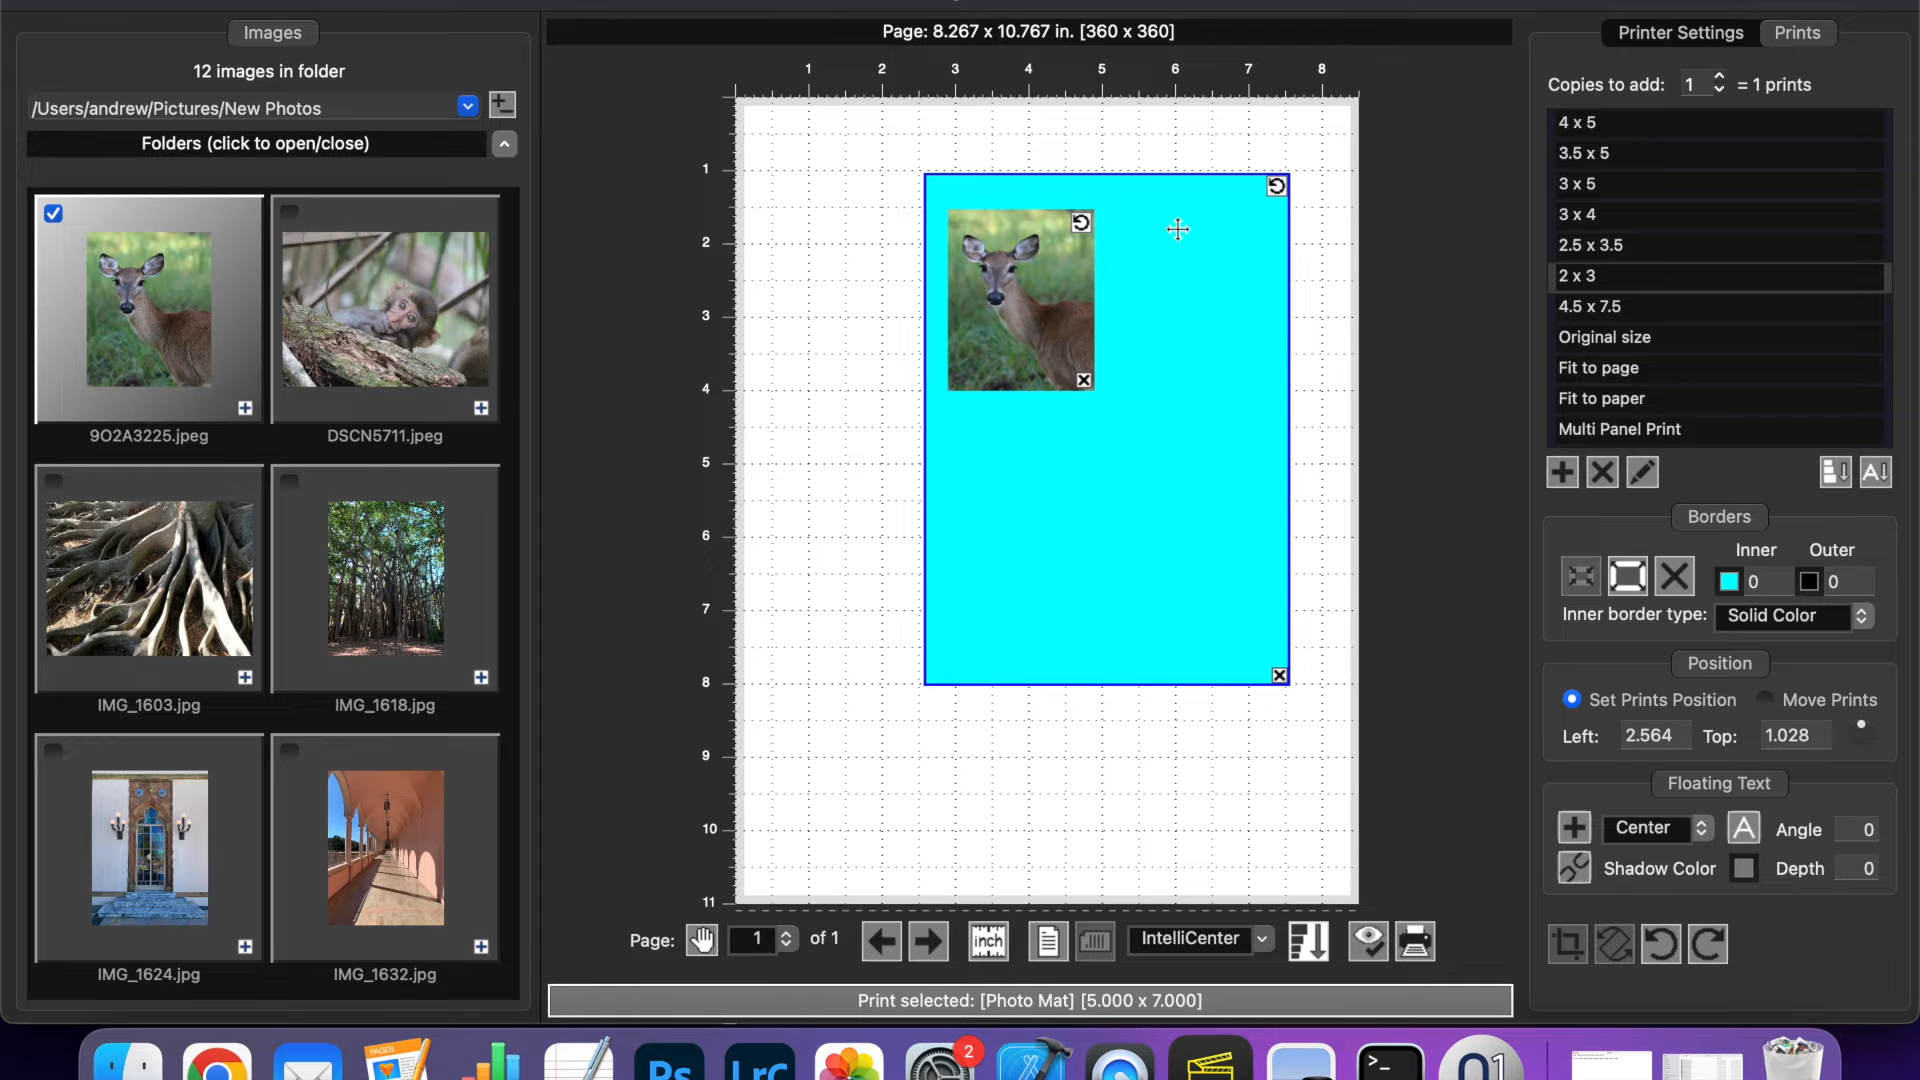 Images
12 images in folder
/Users/andrew/Pictures/New Photos
Folders (click to open/close)
9O2A3225.jpeg
DSCN5711.jpeg
IMG_1603.jpg
IMG_1618.jpg
IMG_1624.jpg
IMG_1632.jpg
Page: 8.267 x 10.767 in. [360 x 360]
1 2 3 4 5 6 7 8
1
2
3
4
5
6
7
8
9
10
11
Page: 1 of 1
inch
IntelliCenter
Print selected: [Photo Mat] [5.000 x 7.000]
Printer Settings Prints
Copies to add: 1 = 1 prints
4 x 5
3.5 x 5
3 x 5
3 x 4
2.5 x 3.5
2 x 3
4.5 x 7.5
Original size
Fit to page
Fit to paper
Multi Panel Print
A
Borders
Inner Outer
0 0
Inner border type: Solid Color
Position
Set Prints Position Move Prints
Left: 2.564 Top: 1.028
Floating Text
Center A Angle 0
Shadow Color Depth 0
PAGES
Ps
LrC
2
>_
01